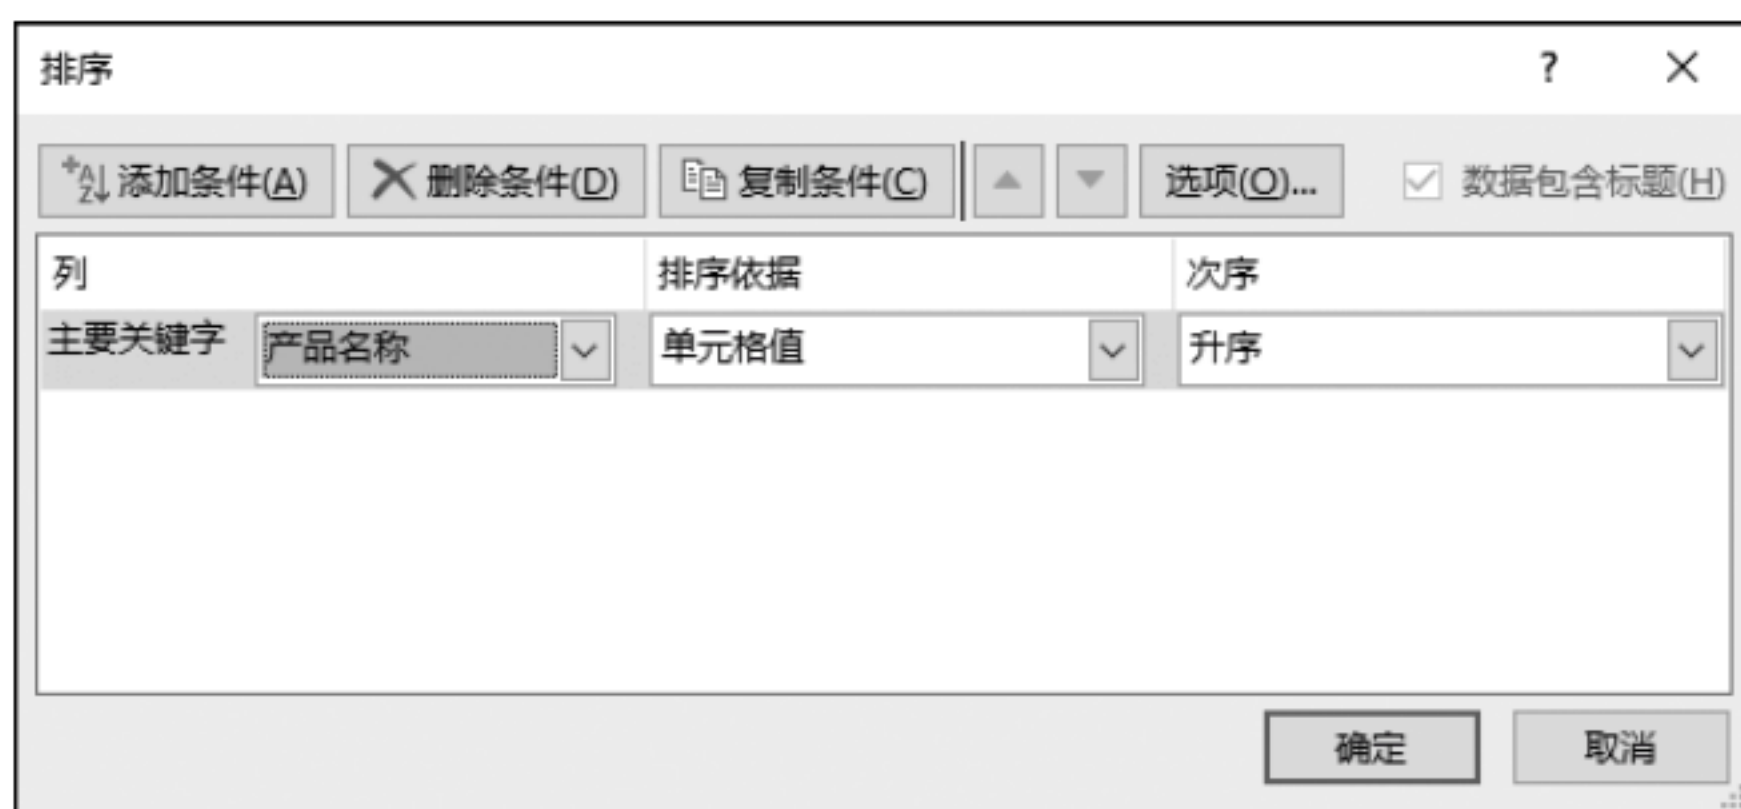 排序 ?
添加条件(A) 删除条件(D) 复制条件(C) 选项(O)... 数据包含标题(H)
列 排序依据 次序
主要关键字 产品名称 单元格值 升序
确定 取消